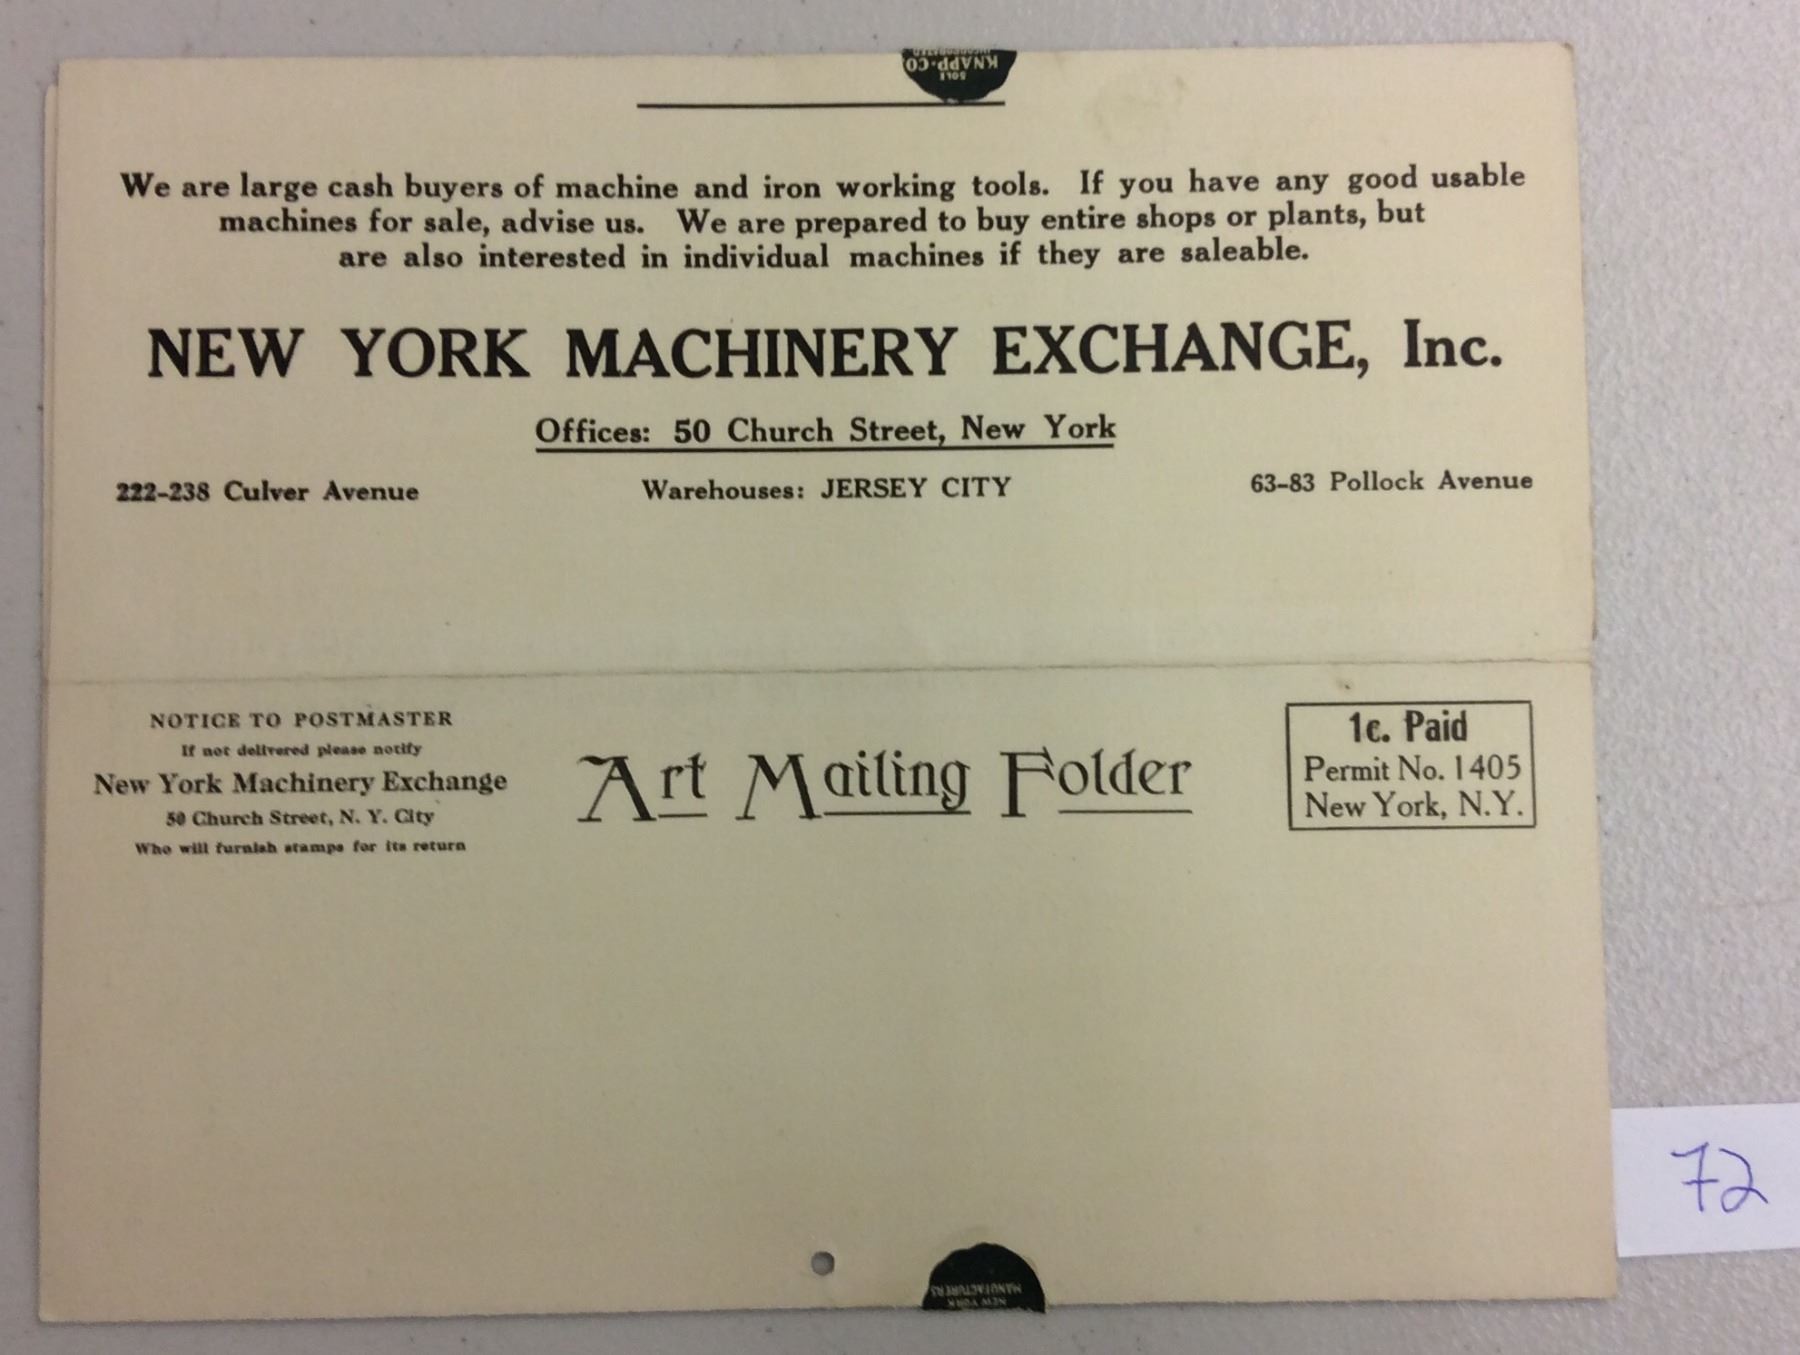 SOLE
KNAPP-CO
INCORPORATED
We are large cash buyers of machine and iron working tools. If you have any good usable
machines for sale, advise us. We are prepared to buy entire shops or plants, but
are also interested in individual machines if they are saleable.
NEW YORK MACHINERY EXCHANGE, Inc.
Offices: 50 Church Street, New York
222-238 Culver Avenue
Warehouses: JERSEY CITY
63-83 Pollock Avenue
NOTICE TO POSTMASTER
If not delivered please notify
New York Machinery Exchange
50 Church Street, N. Y. City
Who will furnish stamps for its return
Art Mailing Folder
1c. Paid
Permit No. 1405
New York, N.Y.
72
NEW YORK
MANUFACTURERS